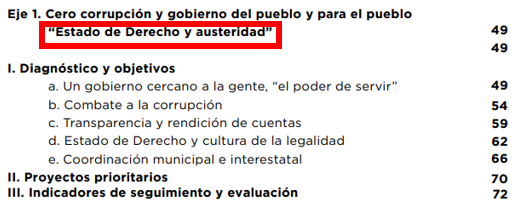 Eje 1. Cero corrupción y gobierno del pueblo y para el pueblo
“Estado de Derecho y austeridad” 49
49
I. Diagnóstico y objetivos
a. Un gobierno cercano a la gente, “el poder de servir” 49
b. Combate a la corrupción 54
c. Transparencia y rendición de cuentas 59
d. Estado de Derecho y cultura de la legalidad 62
e. Coordinación municipal e interestatal 66
II. Proyectos prioritarios 70
III. Indicadores de seguimiento y evaluación 72